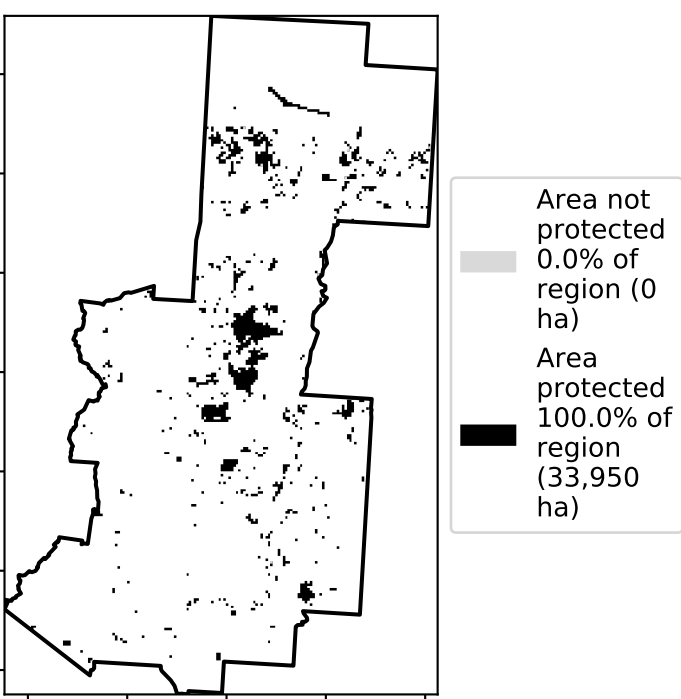 Area not
protected
0.0% of
region (0
ha)
Area
protected
100.0% of
region
(33,950
ha)